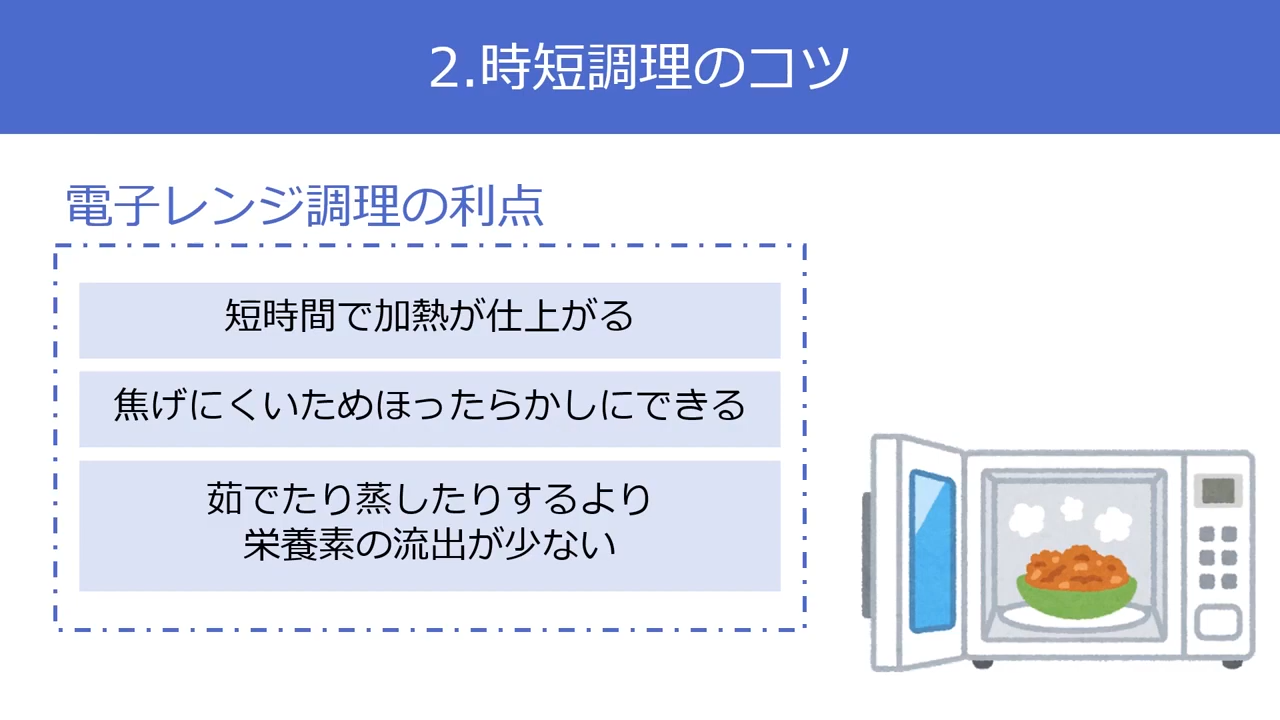 2.時短調理のコツ
電子レンジ調理の利点
短時間で加熱が仕上がる
焦げにくいためほったらかしにできる
茹でたり蒸したりするより
栄養素の流出が少ない